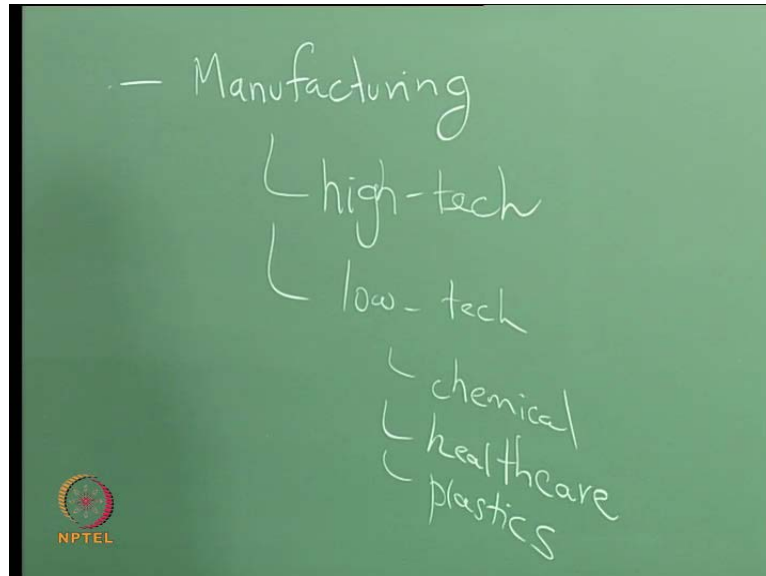 — Manufacturing
high-tech
low-tech
chemical
healthcare
plastics
NPTEL